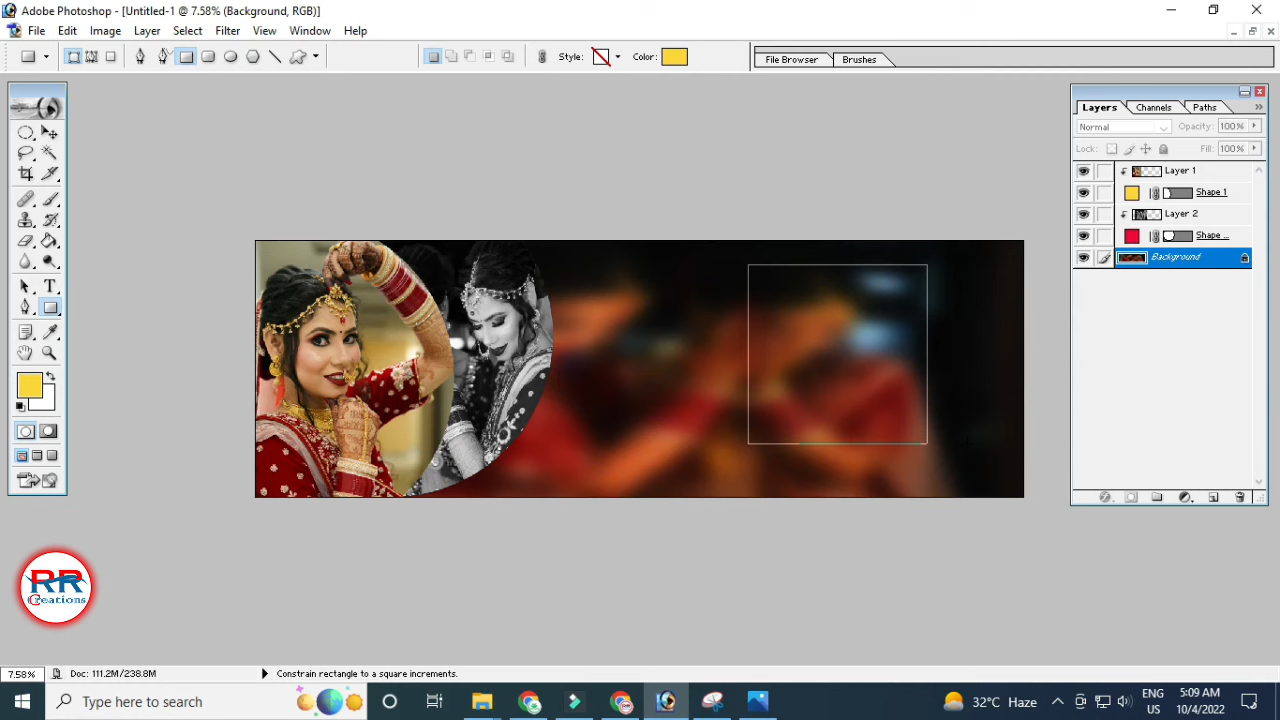 Adobe Photoshop - [Untitled-1 @ 7.58% (Background, RGB)]
File Edit Image Layer Select Filter View Window Help
Style: Color: File Browser Brushes
Layers Channels Paths
Normal Opacity: 100%
Lock: Fill: 100%
Layer 1
Shape 1
Layer 2
Shape ...
Background
T
RR
Creations
7.58% Doc: 111.2M/238.8M Constrain rectangle to a square increments.
Type here to search
32°C Haze
ENG
US
5:09 AM
10/4/2022